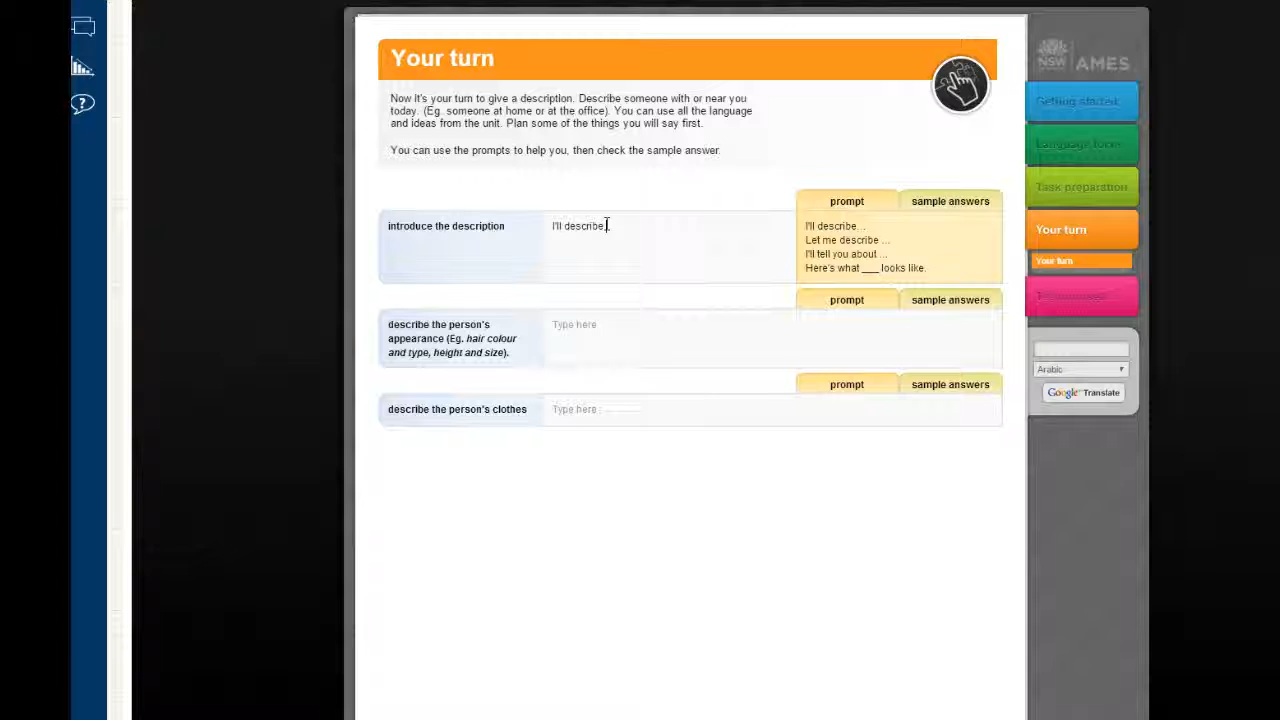 Your turn
NSW AMES
Now it's your turn to give a description. Describe someone with or near you
today. (Eg. someone at home or at the office). You can use all the language
and ideas from the unit. Plan some of the things you will say first.
You can use the prompts to help you, then check the sample answer.
prompt
sample answers
introduce the description
I'll describe
I'll describe...
Let me describe ...
I'll tell you about ...
Here's what ___ looks like.
prompt
sample answers
describe the person's
appearance (Eg. hair colour
and type, height and size).
Type here
prompt
sample answers
describe the person's clothes
Type here
Getting started
Language focus
Task preparation
Your turn
Your turn
Arabic
Google Translate